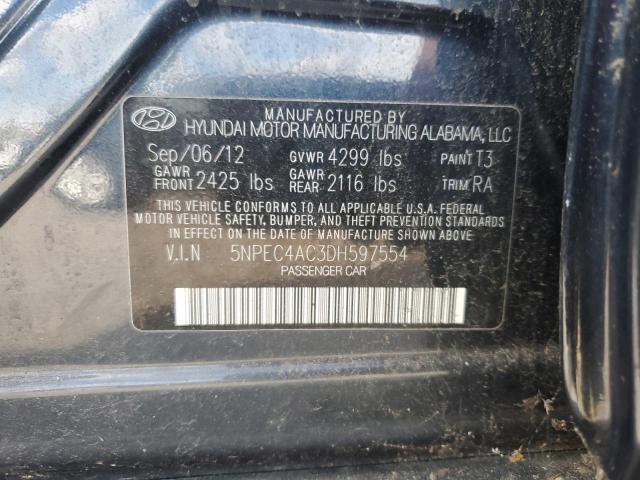 MANUFACTURED BY
HYUNDAI MOTOR MANUFACTURING ALABAMA, LLC
Sep/06/12 GVWR 4299 lbs PAINT T3
GAWR FRONT 2425 lbs GAWR REAR 2116 lbs TRIM RA
THIS VEHICLE CONFORMS TO ALL APPLICABLE U.S.A. FEDERAL
MOTOR VEHICLE SAFETY, BUMPER, AND THEFT PREVENTION STANDARDS
IN EFFECT ON THE DATE OF MANUFACTURE SHOWN ABOVE
V.I.N 5NPEC4AC3DH597554
PASSENGER CAR